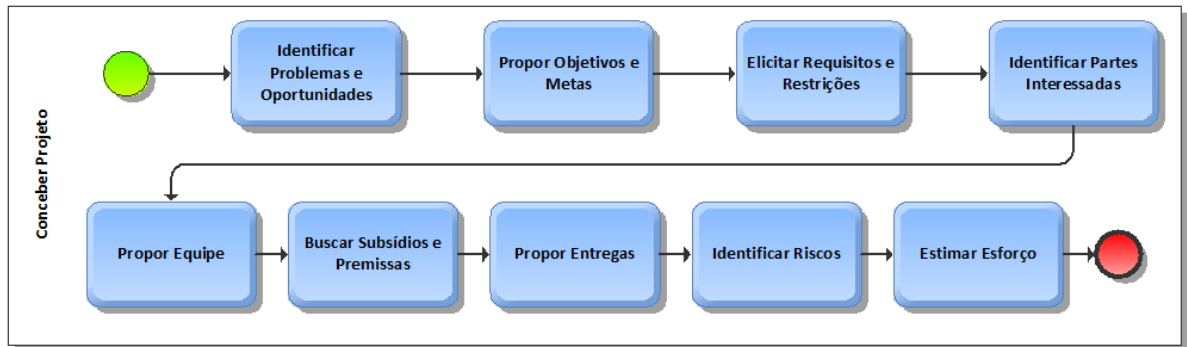 Conceber Projeto
Identificar
Problemas e
Oportunidades
Propor Objetivos e
Metas
Elicitar Requisitos e
Restrições
Identificar Partes
Interessadas
Propor Equipe
Buscar Subsídios e
Premissas
Propor Entregas
Identificar Riscos
Estimar Esforço